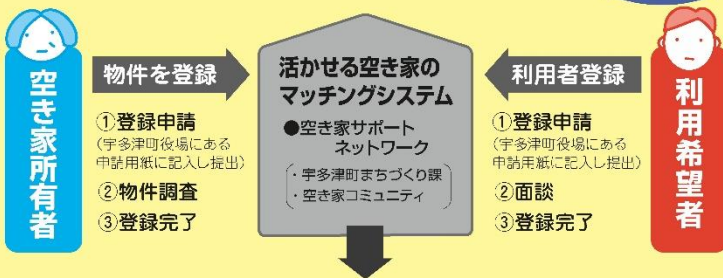 空き家所有者
物件を登録
①登録申請
(宇多津町役場にある
申請用紙に記入し提出)
②物件調査
③登録完了
活かせる空き家の
マッチングシステム
●空き家サポート
ネットワーク
・宇多津町まちづくり課
・空き家コミュニティ
利用者登録
①登録申請
(宇多津町役場にある
申請用紙に記入し提出)
②面談
③登録完了
利用希望者